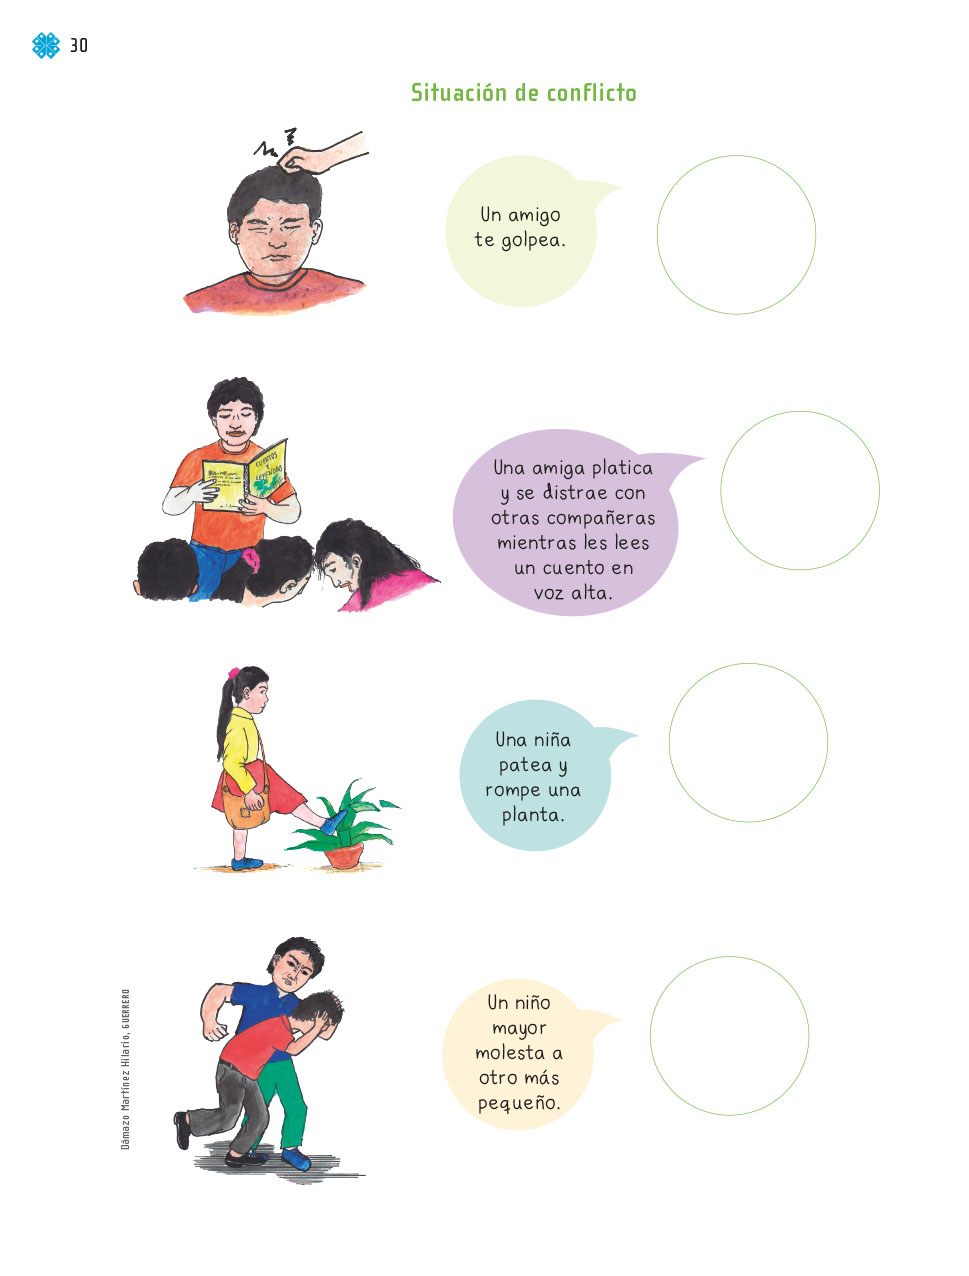 30
Situación de conflicto
Un amigo
te golpea.
CUENTOS
Y
LEYENDAS
Una amiga platica
y se distrae con
otras compañeras
mientras les lees
un cuento en
voz alta.
Una niña
patea y
rompe una
planta.
Un niño
mayor
molesta a
otro más
pequeño.
Dámazo Martínez Hilario, GUERRERO